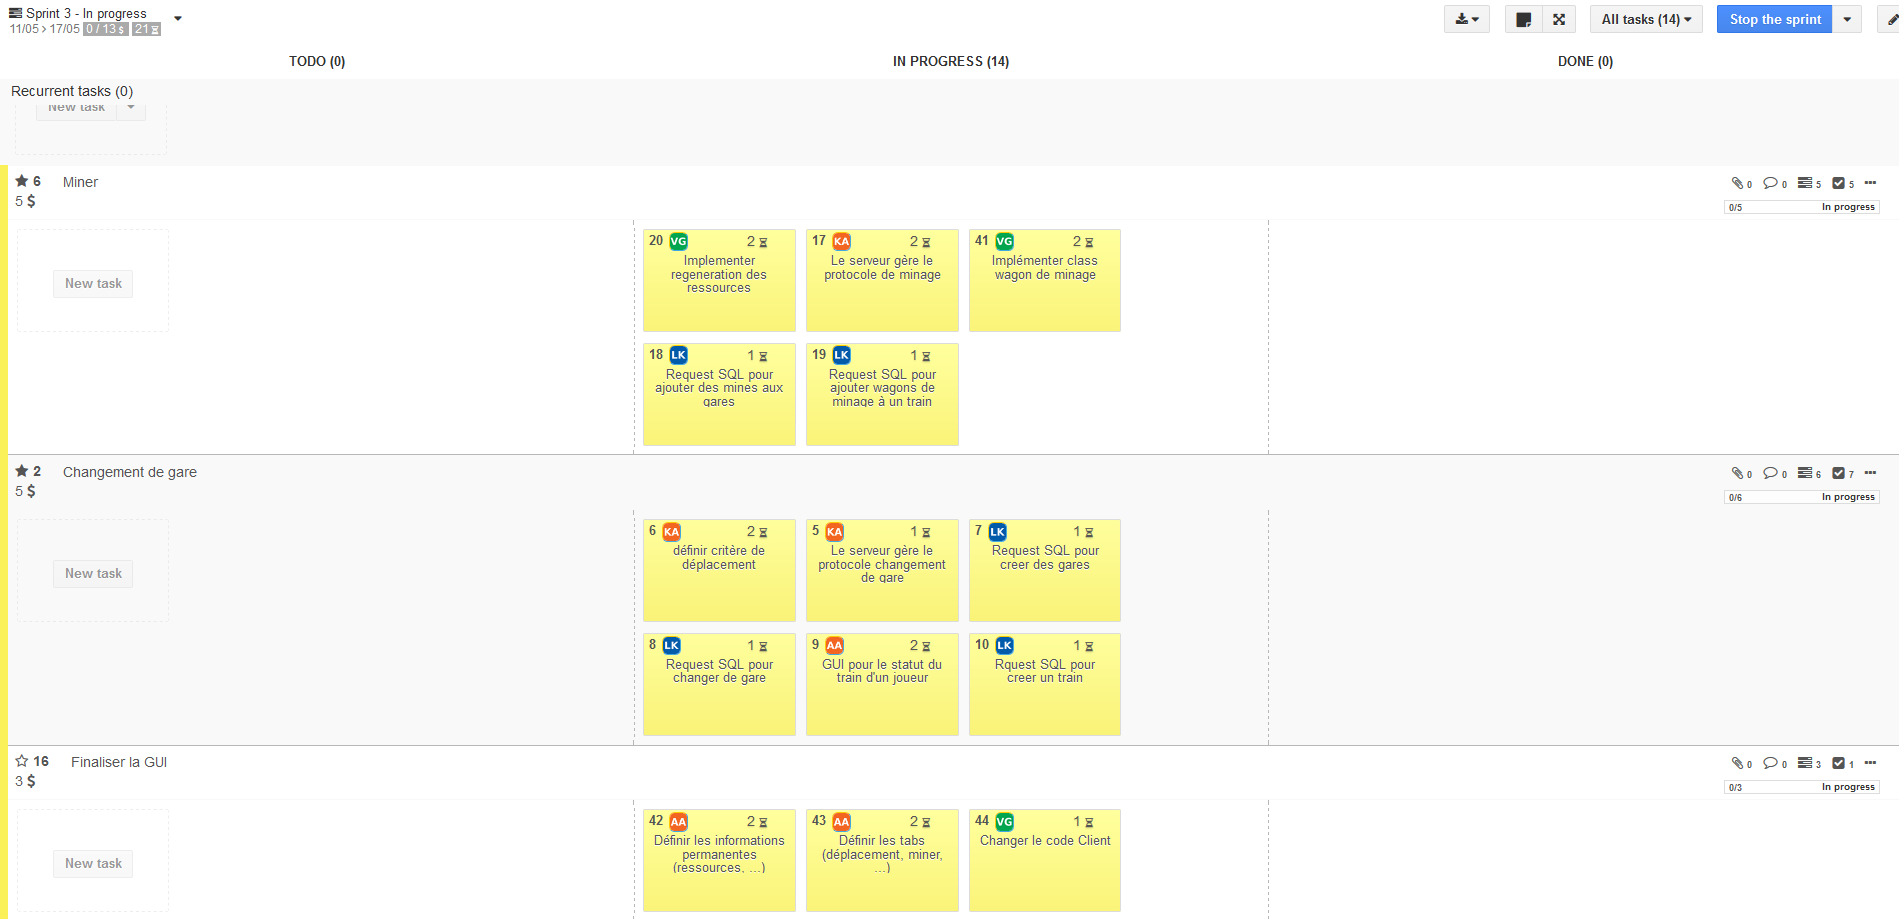 Sprint 3 - In progress
11/05 > 17/05 0 / 13 $ 21
All tasks (14)
Stop the sprint
TODO (0)
IN PROGRESS (14)
DONE (0)
Recurrent tasks (0)
New task
6 Miner
0 0 5 5
5 $
0/5 In progress
New task
20 VG 2
Implementer
regeneration des
ressources
17 KA 2
Le serveur gère le
protocole de minage
41 VG 2
Implémenter class
wagon de minage
18 LK 1
Request SQL pour
ajouter des mines aux
gares
19 LK 1
Request SQL pour
ajouter wagons de
minage à un train
2 Changement de gare
0 0 6 7
5 $
0/6 In progress
New task
6 KA 2
définir critère de
déplacement
5 KA 1
Le serveur gère le
protocole changement
de gare
7 LK 1
Request SQL pour
creer des gares
8 LK 1
Request SQL pour
changer de gare
9 AA 2
GUI pour le statut du
train d'un joueur
10 LK 1
Rquest SQL pour
creer un train
16 Finaliser la GUI
0 0 3 1
3 $
0/3 In progress
New task
42 AA 2
Définir les informations
permanentes
(ressources, ...)
43 AA 2
Définir les tabs
(déplacement, miner,
...)
44 VG 1
Changer le code Client